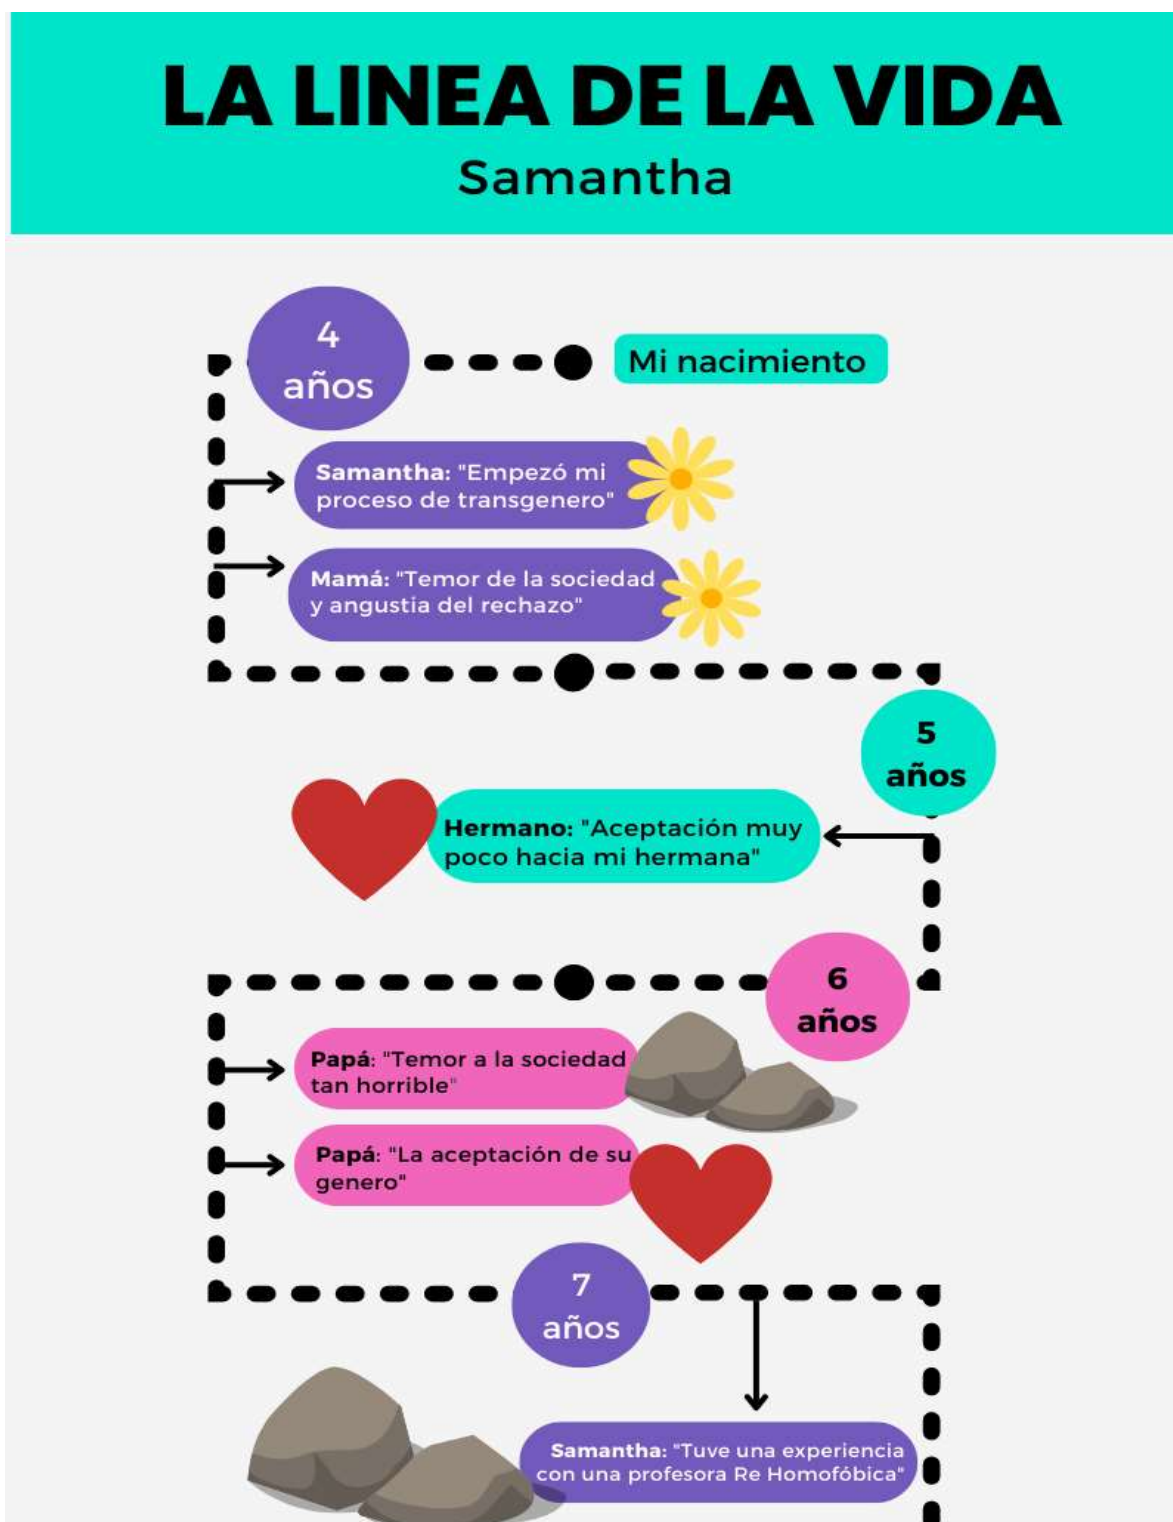 LA LINEA DE LA VIDA
Samantha
4
años
Mi nacimiento
Samantha: "Empezó mi
proceso de transgenero"
Mamá: "Temor de la sociedad
y angustia del rechazo"
5
años
Hermano: "Aceptación muy
poco hacia mi hermana"
6
años
Papá: "Temor a la sociedad
tan horrible"
Papá: "La aceptación de su
genero"
7
años
Samantha: "Tuve una experiencia
con una profesora Re Homofóbica"